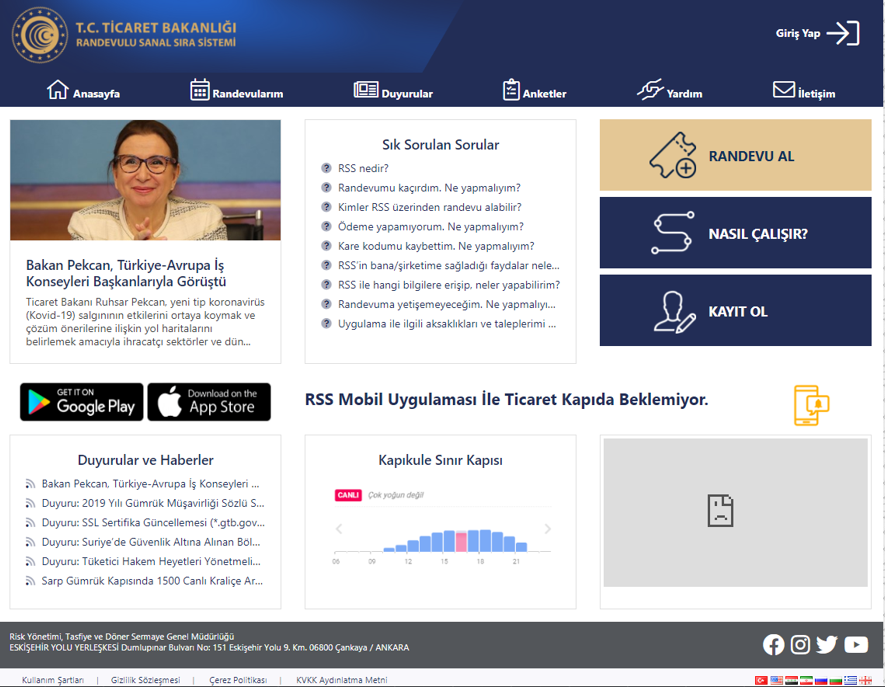 T.C. TİCARET BAKANLIĞI
RANDEVULU SANAL SIRA SİSTEMİ
Giriş Yap
Anasayfa
Randevularım
Duyurular
Anketler
Yardım
İletişim
Bakan Pekcan, Türkiye-Avrupa İş
Konseyleri Başkanlarıyla Görüştü
Ticaret Bakanı Ruhsar Pekcan, yeni tip koronavirüs
(Kovid-19) salgınının etkilerini ortaya koymak ve
çözüm önerilerine ilişkin yol haritalarını
belirlemek amacıyla ihracatçı sektörler ve dün...
Sık Sorulan Sorular
RSS nedir?
Randevumu kaçırdım. Ne yapmalıyım?
Kimler RSS üzerinden randevu alabilir?
Ödeme yapamıyorum. Ne yapmalıyım?
Kare kodumu kaybettim. Ne yapmalıyım?
RSS'in bana/şirketime sağladığı faydalar nele...
RSS ile hangi bilgilere erişip, neler yapabilirim?
Randevuma yetişemeyeceğim. Ne yapmalıyı...
Uygulama ile ilgili aksaklıkları ve taleplerimi ...
RANDEVU AL
NASIL ÇALIŞIR?
KAYIT OL
GET IT ON
Google Play
Download on the
App Store
RSS Mobil Uygulaması İle Ticaret Kapıda Beklemiyor.
Duyurular ve Haberler
Bakan Pekcan, Türkiye-Avrupa İş Konseyleri ...
Duyuru: 2019 Yılı Gümrük Müşavirliği Sözlü S...
Duyuru: SSL Sertifika Güncellemesi (*.gtb.gov...
Duyuru: Suriye'de Güvenlik Altına Alınan Böl...
Duyuru: Tüketici Hakem Heyetleri Yönetmeli...
Sarp Gümrük Kapısında 1500 Canlı Kraliçe Ar...
Kapıkule Sınır Kapısı
CANLI Çok yoğun değil
06 09 12 15 18 21
Risk Yönetimi, Tasfiye ve Döner Sermaye Genel Müdürlüğü
ESKİŞEHİR YOLU YERLEŞKESİ Dumlupınar Bulvarı No: 151 Eskişehir Yolu 9. Km. 06800 Çankaya / ANKARA
Kullanım Şartları | Gizlilik Sözleşmesi | Çerez Politikası | KVKK Aydınlatma Metni